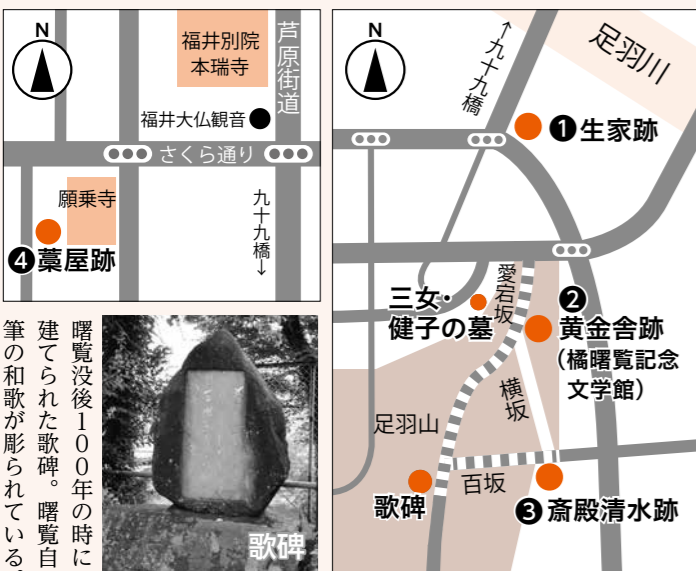 N
福井別院
本瑞寺
芦原街道
福井大仏観音
さくら通り
願乗寺
九十九橋→
❹藁屋跡
N
←九十九橋
足羽川
❶生家跡
愛宕坂
三女・
健子の墓
❷
黄金舎跡
(橘曙覧記念
文学館)
横坂
足羽山
百坂
歌碑
❸斎殿清水跡
曙覧没後100年の時に
建てられた歌碑。曙覧自
筆の和歌が彫られている。
歌碑